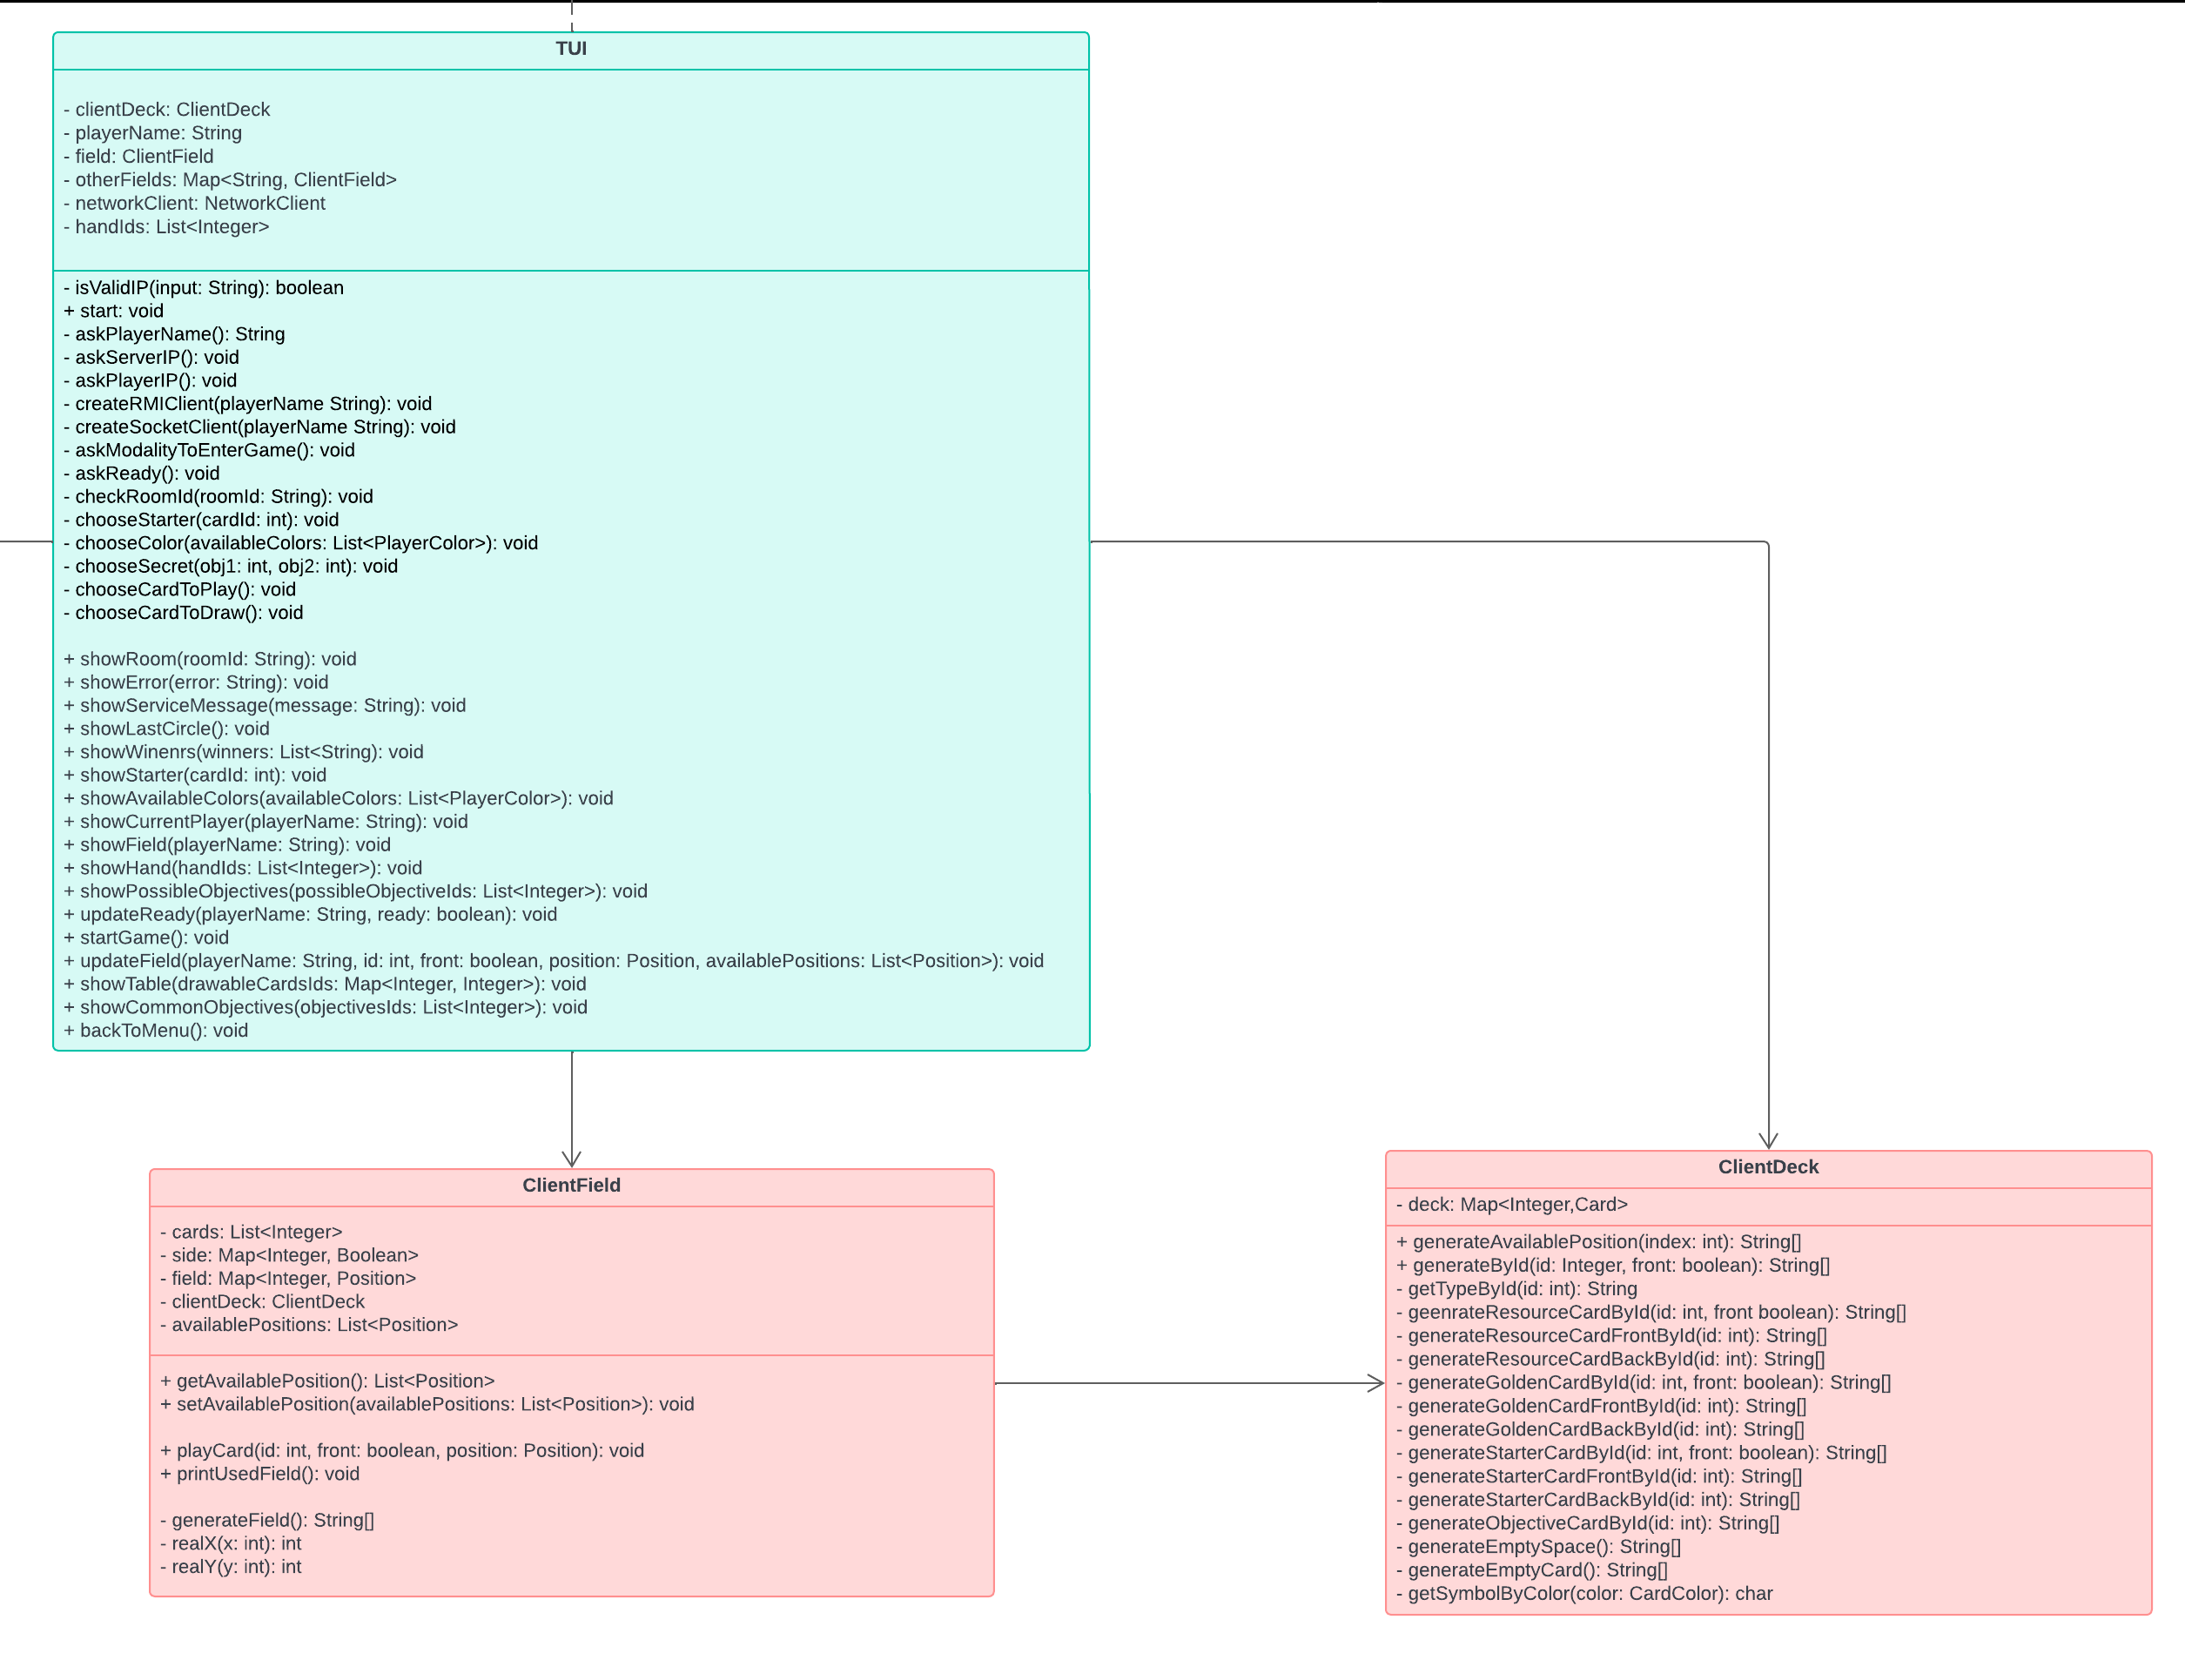 TUI
- clientDeck: ClientDeck
- playerName: String
- field: ClientField
- otherFields: Map<String, ClientField>
- networkClient: NetworkClient
- handIds: List<Integer>
- isValidIP(input: String): boolean
+ start: void
- askPlayerName(): String
- askServerIP(): void
- askPlayerIP(): void
- createRMIClient(playerName String): void
- createSocketClient(playerName String): void
- askModalityToEnterGame(): void
- askReady(): void
- checkRoomId(roomId: String): void
- chooseStarter(cardId: int): void
- chooseColor(availableColors: List<PlayerColor>): void
- chooseSecret(obj1: int, obj2: int): void
- chooseCardToPlay(): void
- chooseCardToDraw(): void
+ showRoom(roomId: String): void
+ showError(error: String): void
+ showServiceMessage(message: String): void
+ showLastCircle(): void
+ showWinenrs(winners: List<String): void
+ showStarter(cardId: int): void
+ showAvailableColors(availableColors: List<PlayerColor>): void
+ showCurrentPlayer(playerName: String): void
+ showField(playerName: String): void
+ showHand(handIds: List<Integer>): void
+ showPossibleObjectives(possibleObjectiveIds: List<Integer>): void
+ updateReady(playerName: String, ready: boolean): void
+ startGame(): void
+ updateField(playerName: String, id: int, front: boolean, position: Position, availablePositions: List<Position>): void
+ showTable(drawableCardsIds: Map<Integer, Integer>): void
+ showCommonObjectives(objectivesIds: List<Integer>): void
+ backToMenu(): void
ClientField
- cards: List<Integer>
- side: Map<Integer, Boolean>
- field: Map<Integer, Position>
- clientDeck: ClientDeck
- availablePositions: List<Position>
+ getAvailablePosition(): List<Position>
+ setAvailablePosition(availablePositions: List<Position>): void
+ playCard(id: int, front: boolean, position: Position): void
+ printUsedField(): void
- generateField(): String[]
- realX(x: int): int
- realY(y: int): int
ClientDeck
- deck: Map<Integer,Card>
+ generateAvailablePosition(index: int): String[]
+ generateById(id: Integer, front: boolean): String[]
- getTypeById(id: int): String
- geenrateResourceCardById(id: int, front boolean): String[]
- generateResourceCardFrontById(id: int): String[]
- generateResourceCardBackById(id: int): String[]
- generateGoldenCardById(id: int, front: boolean): String[]
- generateGoldenCardFrontById(id: int): String[]
- generateGoldenCardBackById(id: int): String[]
- generateStarterCardById(id: int, front: boolean): String[]
- generateStarterCardFrontById(id: int): String[]
- generateStarterCardBackById(id: int): String[]
- generateObjectiveCardById(id: int): String[]
- generateEmptySpace(): String[]
- generateEmptyCard(): String[]
- getSymbolByColor(color: CardColor): char